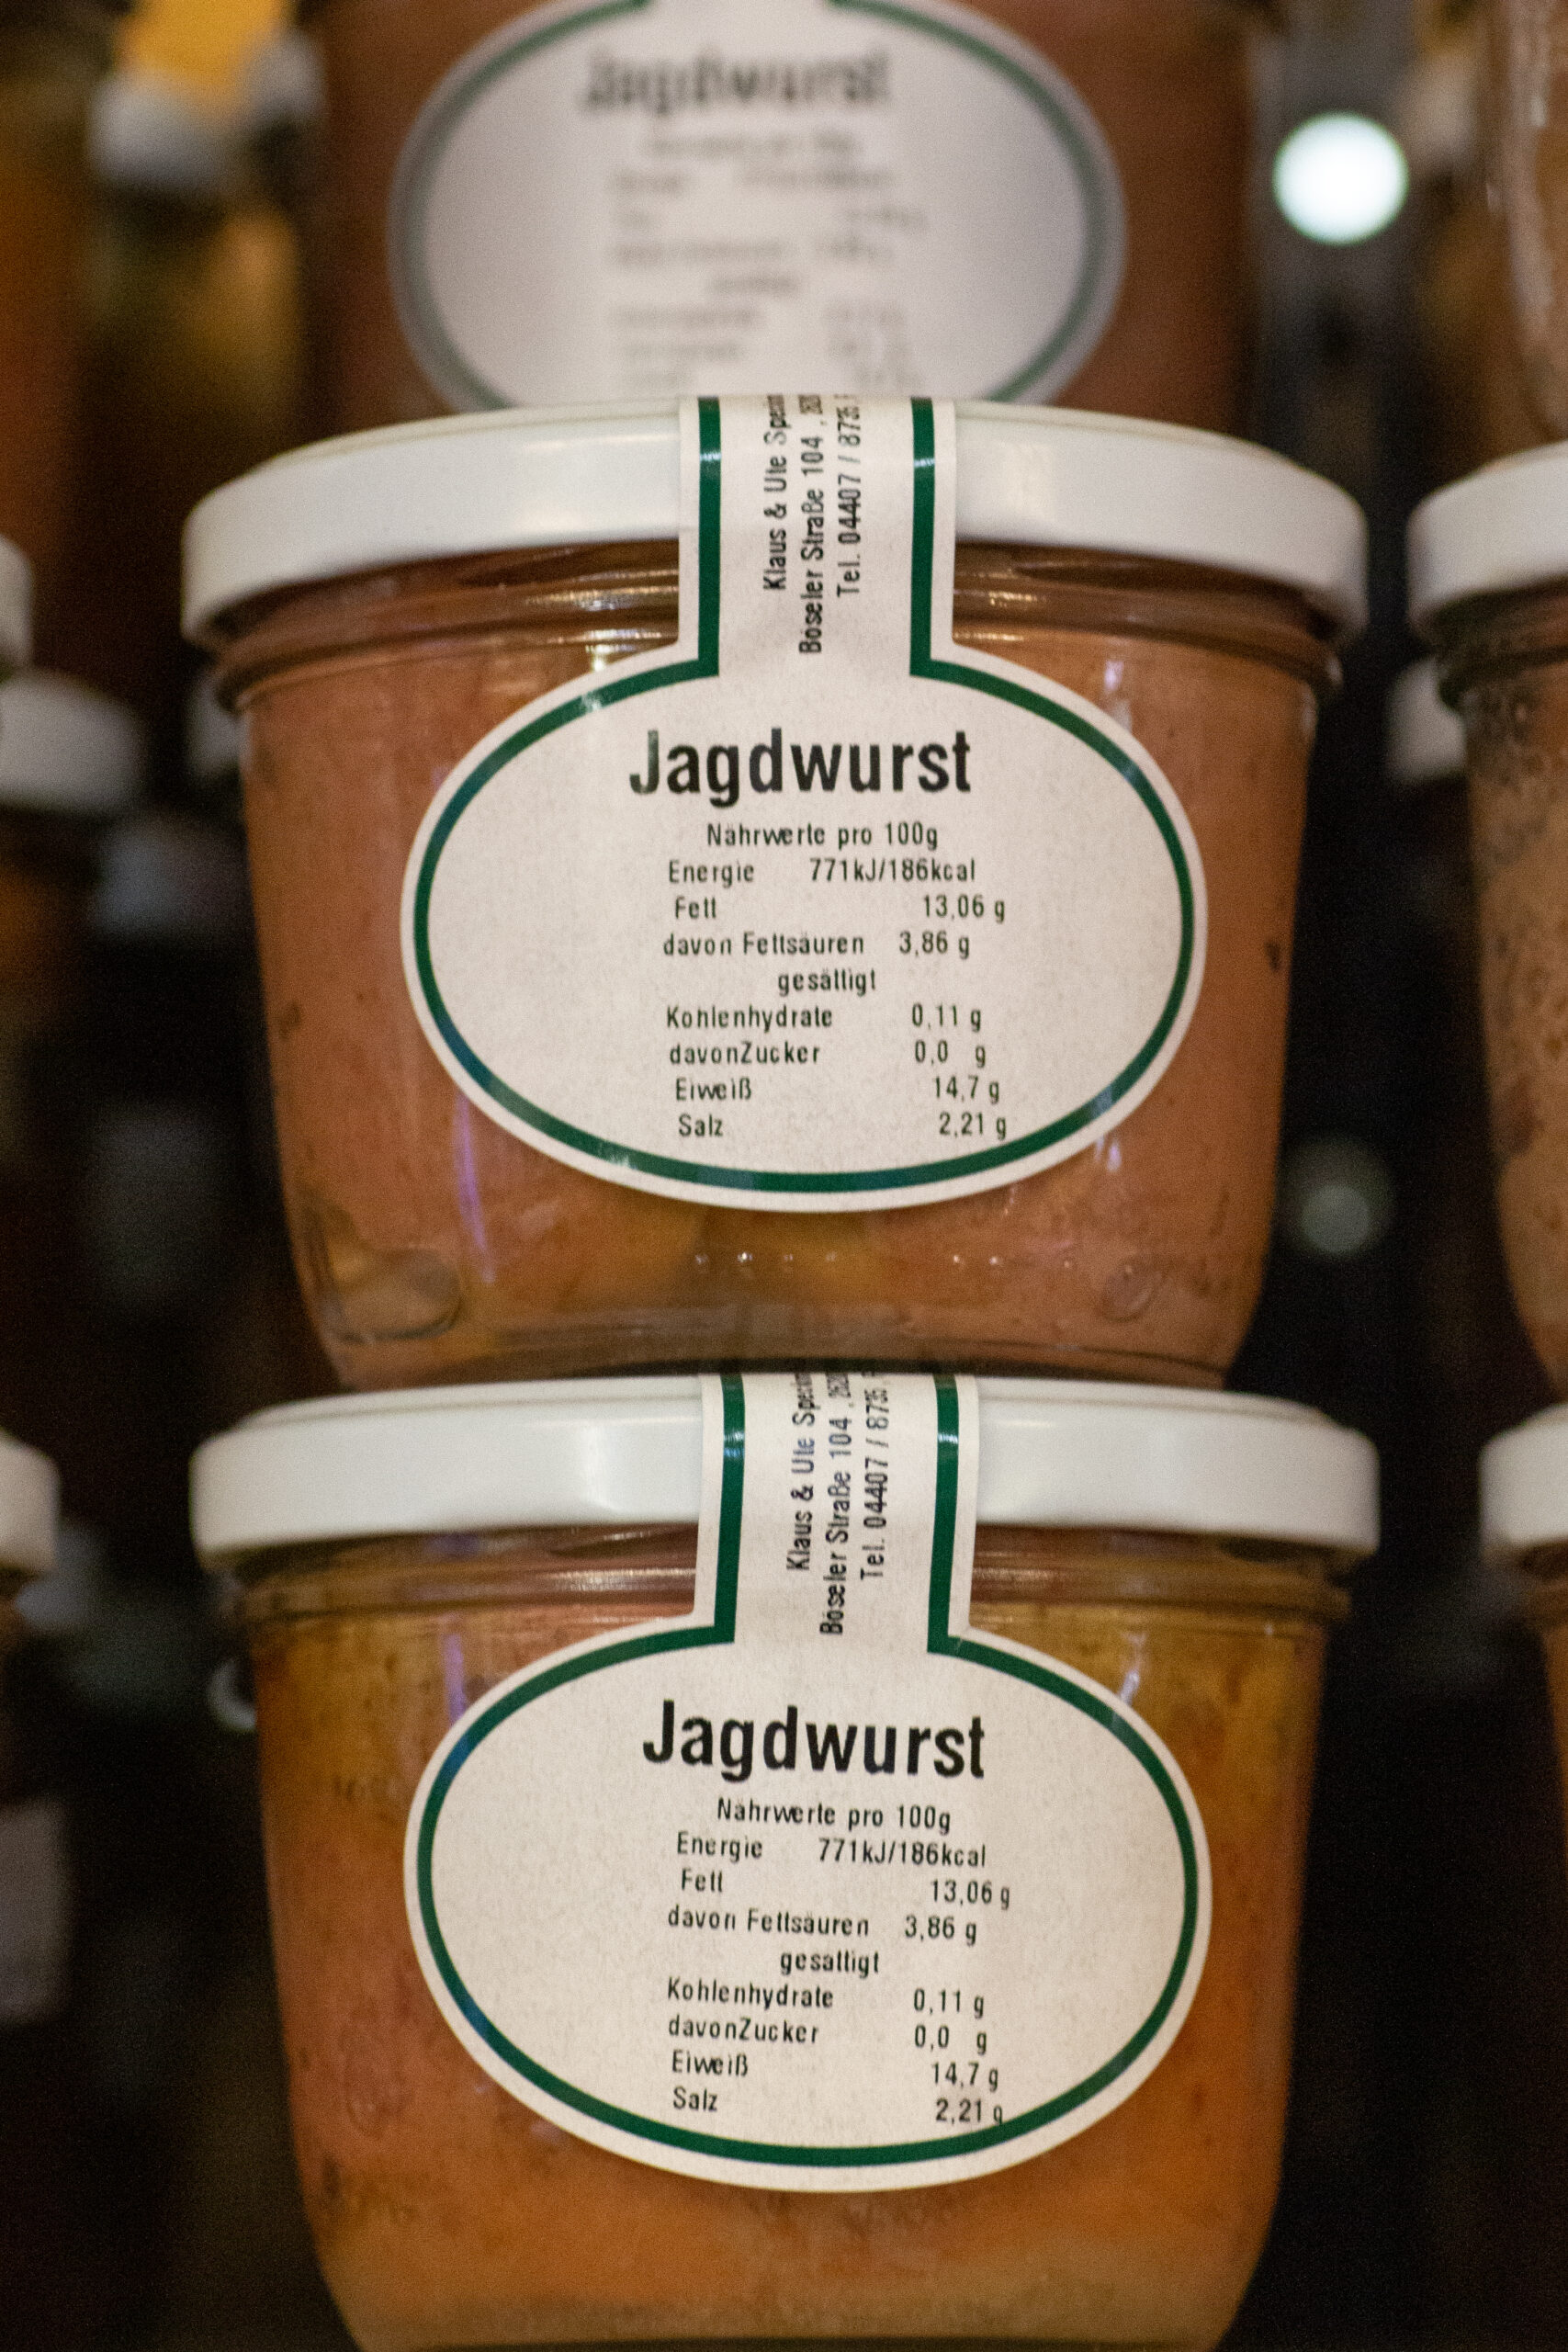 Jagdwurst
Klaus & Ute
Böseler Straße 104 ,
Tel. 04407 / 8735
Jagdwurst
Nährwerte pro 100g
Energie 771kJ/186kcal
Fett 13,06 g
davon Fettsäuren 3,86 g
gesättigt
Kohlenhydrate 0,11 g
davonZucker 0,0 g
Eiweiß 14,7 g
Salz 2,21 g
Klaus & Ute
Böseler Straße 104 ,
Tel. 04407 / 8735
Jagdwurst
Nährwerte pro 100g
Energie 771kJ/186kcal
Fett 13,06 g
davon Fettsäuren 3,86 g
gesättigt
Kohlenhydrate 0,11 g
davonZucker 0,0 g
Eiweiß 14,7 g
Salz 2,21 g